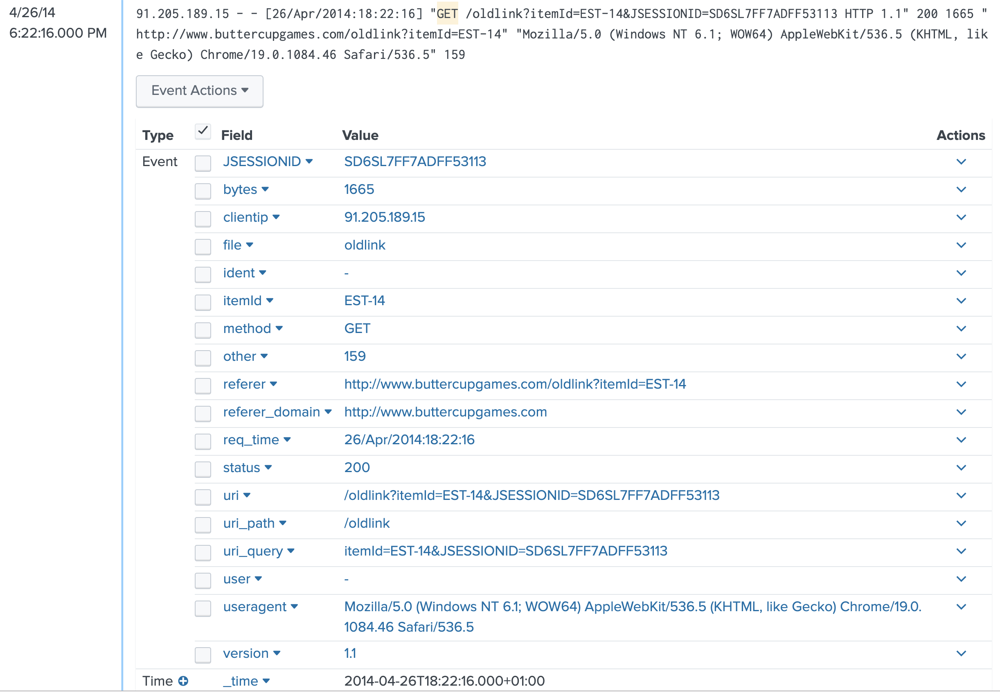 4/26/14
6:22:16.000 PM
91.205.189.15 - - [26/Apr/2014:18:22:16] "GET /oldlink?itemId=EST-14&JSESSIONID=SD6SL7FF7ADFF53113 HTTP 1.1" 200 1665 "
http://www.buttercupgames.com/oldlink?itemId=EST-14" "Mozilla/5.0 (Windows NT 6.1; WOW64) AppleWebKit/536.5 (KHTML, lik
e Gecko) Chrome/19.0.1084.46 Safari/536.5" 159
Event Actions
Type Field Value Actions
Event JSESSIONID SD6SL7FF7ADFF53113
bytes 1665
clientip 91.205.189.15
file oldlink
ident -
itemId EST-14
method GET
other 159
referer http://www.buttercupgames.com/oldlink?itemId=EST-14
referer_domain http://www.buttercupgames.com
req_time 26/Apr/2014:18:22:16
status 200
uri /oldlink?itemId=EST-14&JSESSIONID=SD6SL7FF7ADFF53113
uri_path /oldlink
uri_query itemId=EST-14&JSESSIONID=SD6SL7FF7ADFF53113
user -
useragent Mozilla/5.0 (Windows NT 6.1; WOW64) AppleWebKit/536.5 (KHTML, like Gecko) Chrome/19.0.
1084.46 Safari/536.5
version 1.1
Time _time 2014-04-26T18:22:16.000+01:00